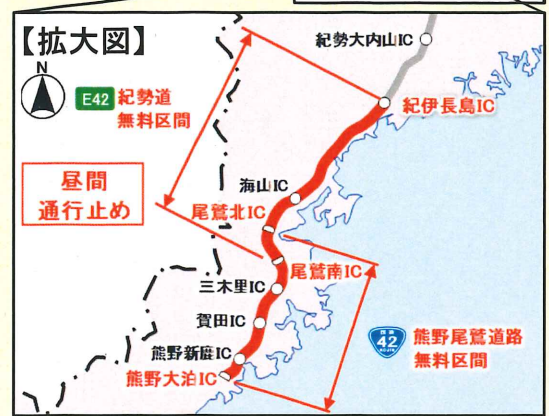 【拡大図】
N
E42 紀勢道
無料区間
昼間
通行止め
紀勢大内山IC
紀伊長島IC
海山IC
尾鷲北IC
尾鷲南IC
三木里IC
賀田IC
熊野新鹿IC
熊野大泊IC
国道
42
ROUTE
熊野尾鷲道路
無料区間